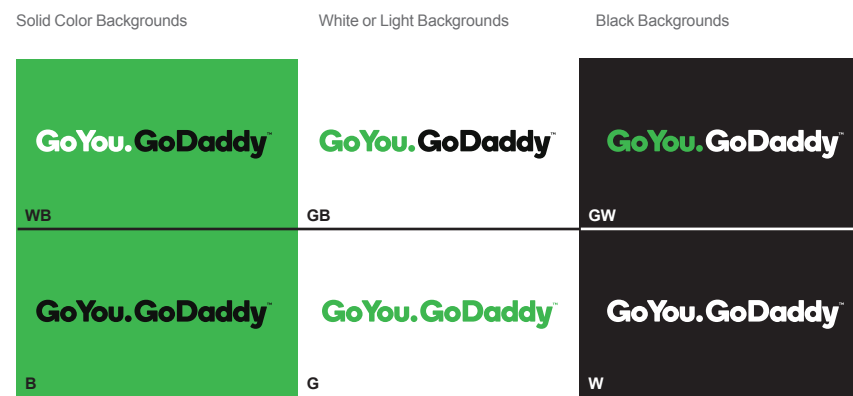 Solid Color Backgrounds
White or Light Backgrounds
Black Backgrounds
GoYou.GoDaddy™
GoYou.GoDaddy™
GoYou.GoDaddy™
WB
GB
GW
GoYou.GoDaddy™
GoYou.GoDaddy™
GoYou.GoDaddy™
B
G
W